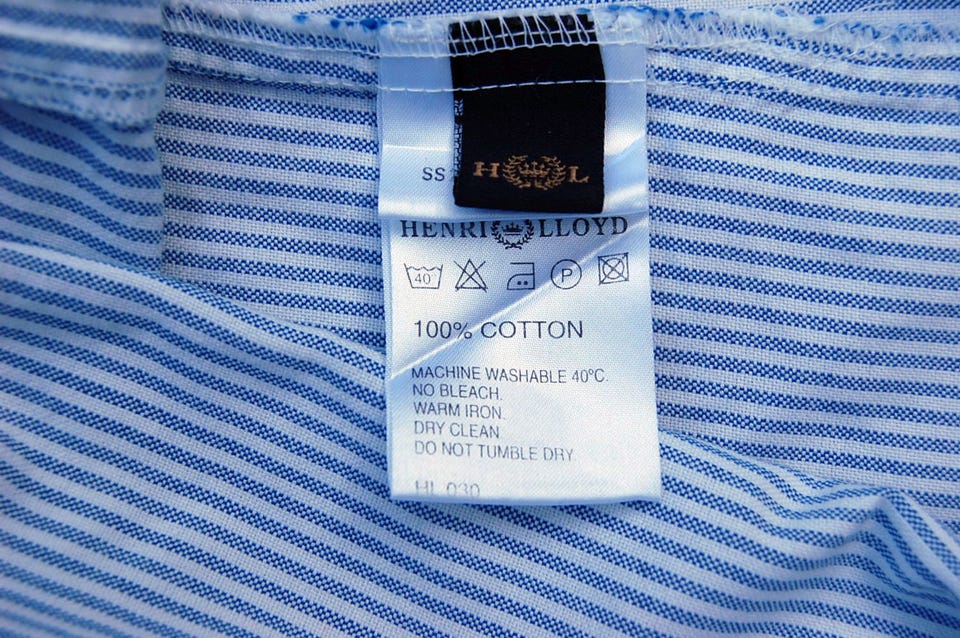 H L
SS
HENRI LLOYD
40° P
100% COTTON
MACHINE WASHABLE 40°C.
NO BLEACH.
WARM IRON.
DRY CLEAN
DO NOT TUMBLE DRY.
HL 030